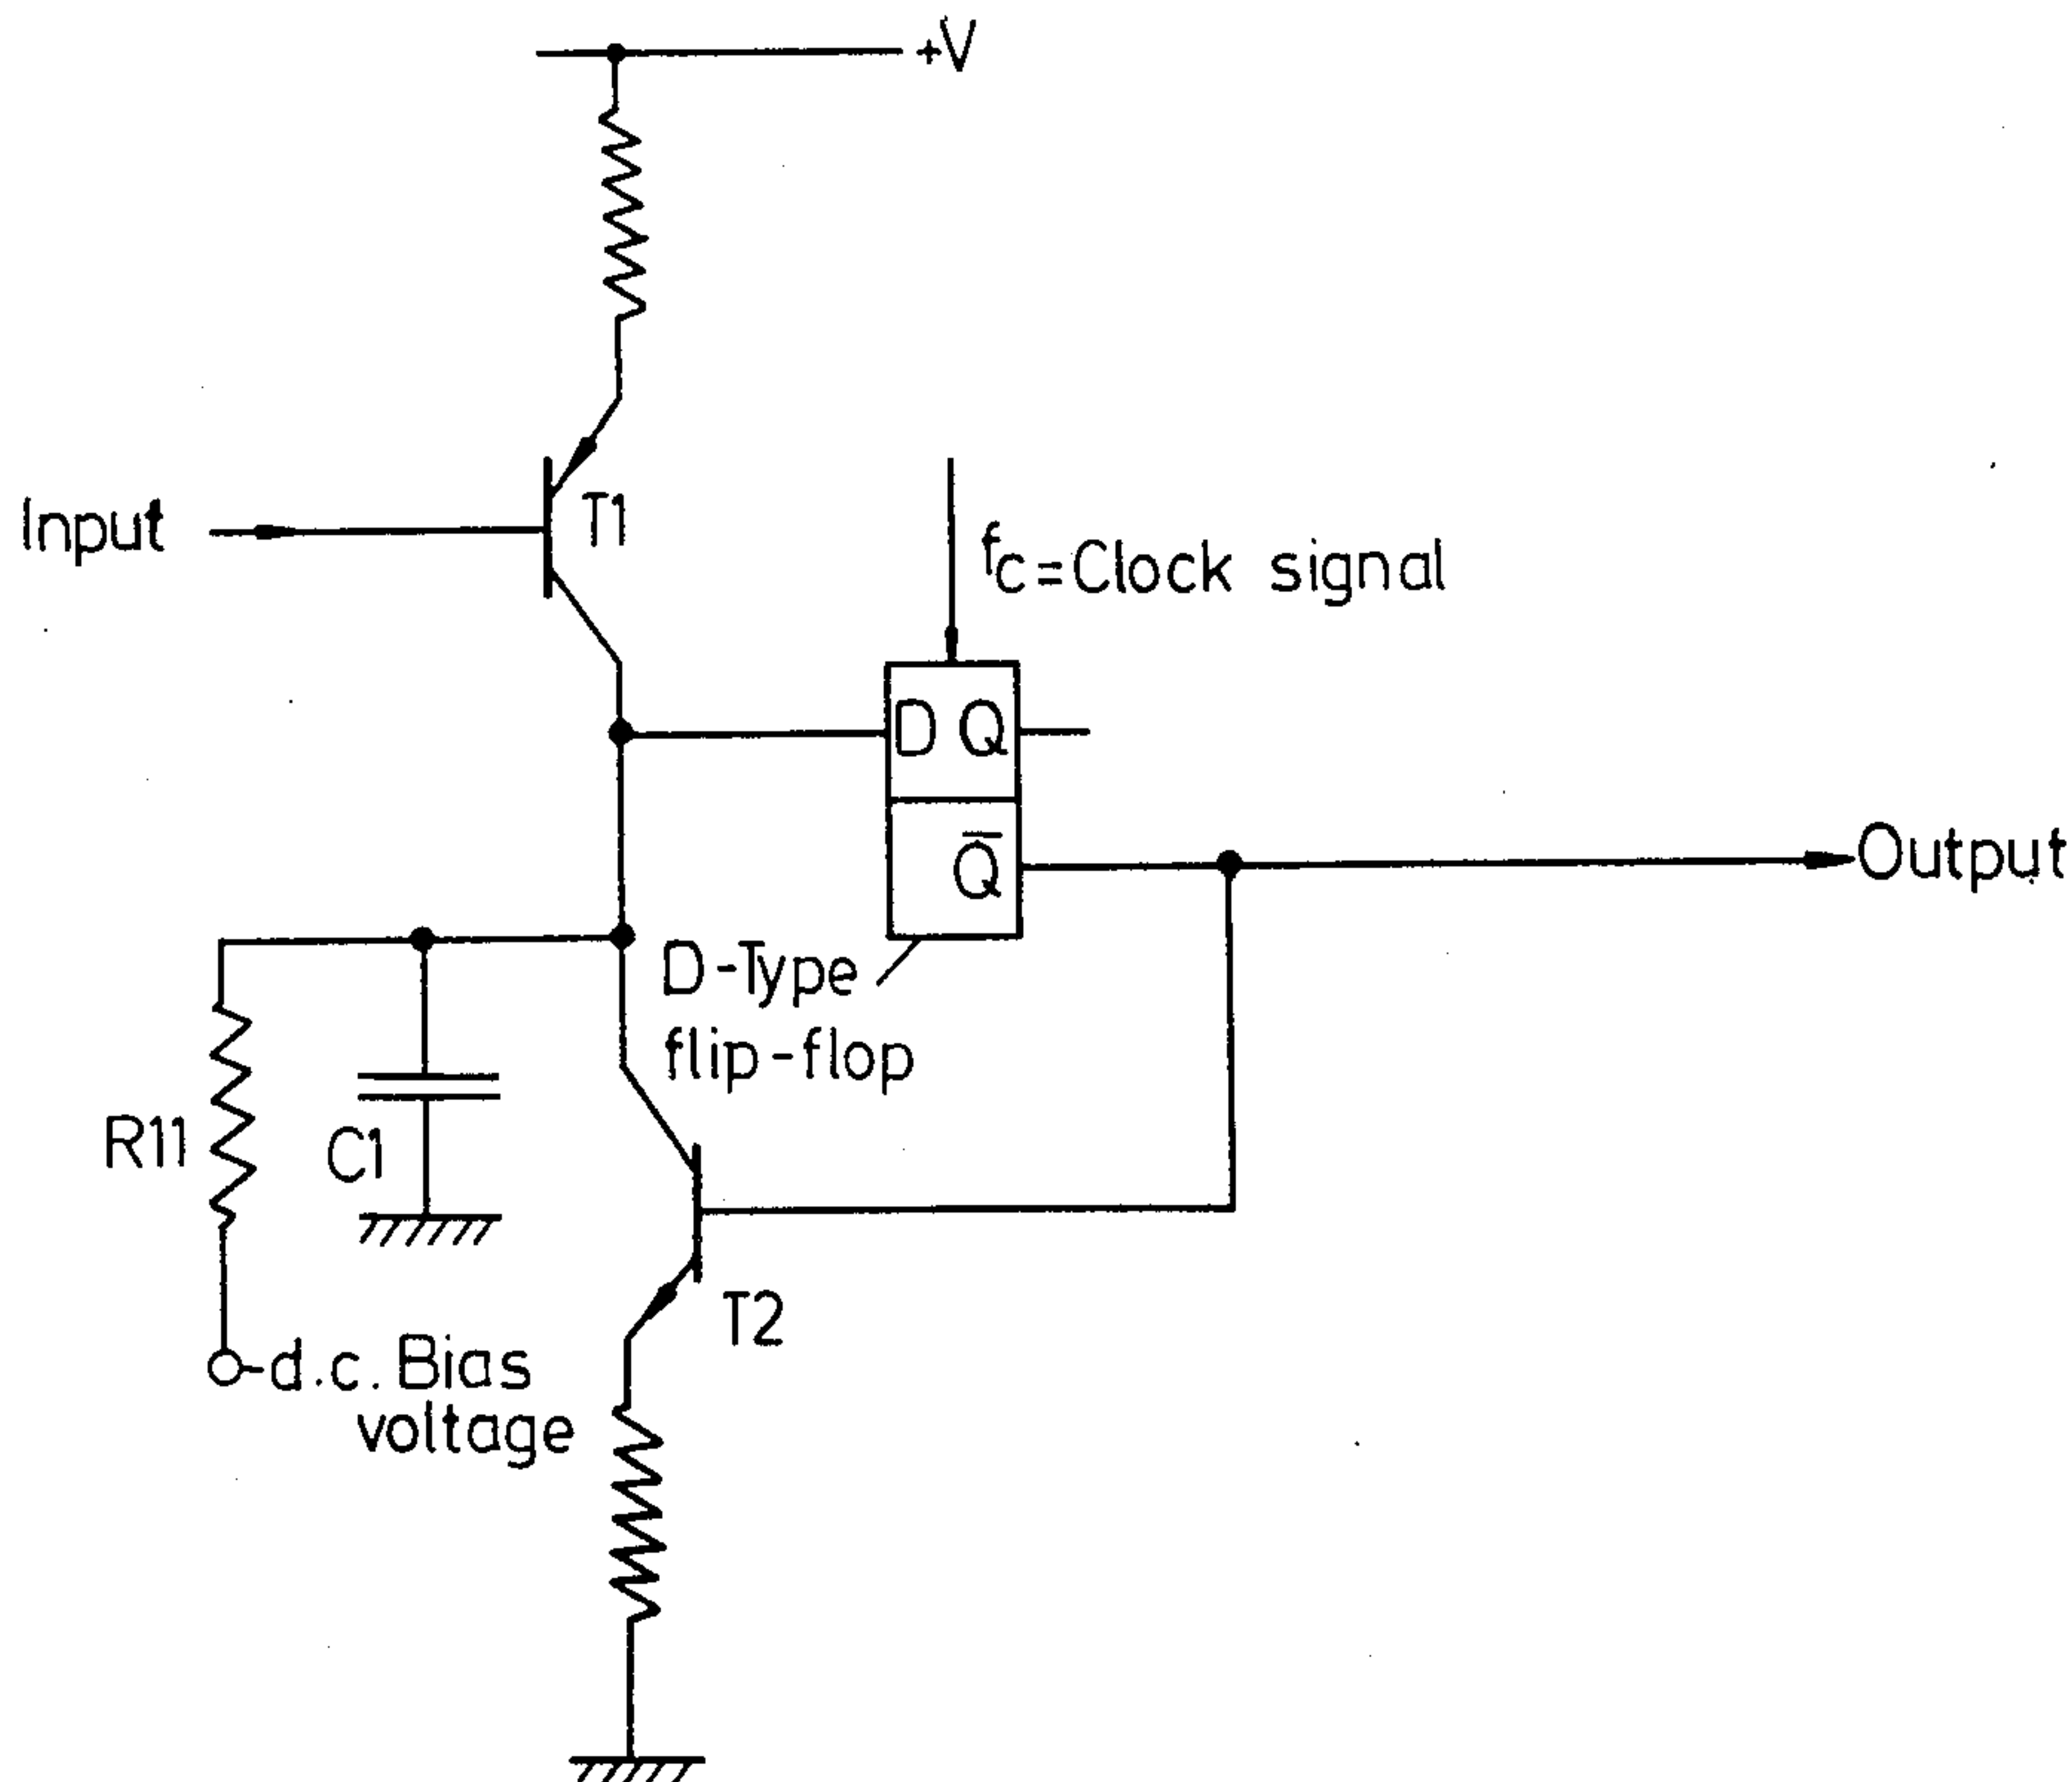 +V
Input
T1
fc=Clock signal
D Q
Q̅
Output
D-Type
flip-flop
R11
C1
T2
d.c. Bias
voltage